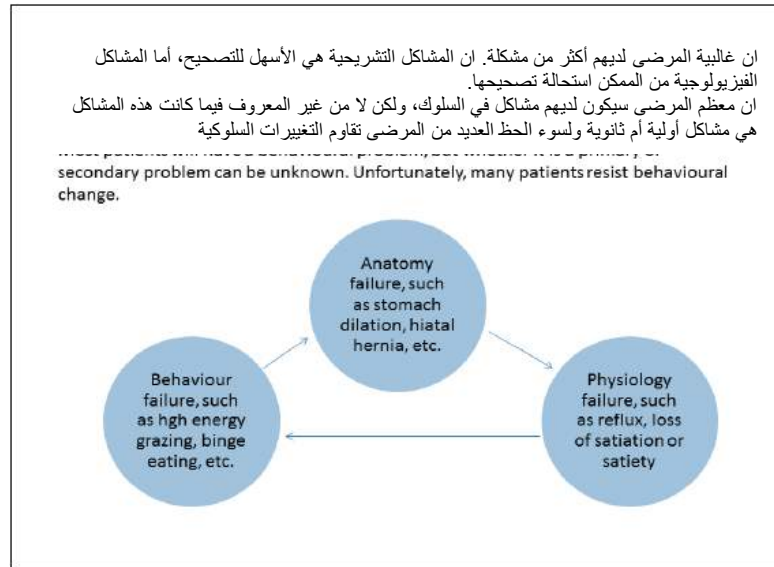 ان غالبية المرضى لديهم أكثر من مشكلة. ان المشاكل التشريحية هي الأسهل للتصحيح، أما المشاكل
الفيزيولوجية من الممكن استحالة تصحيحها.
ان معظم المرضى سيكون لديهم مشاكل في السلوك، ولكن لا من غير المعروف فيما كانت هذه المشاكل
هي مشاكل أولية أم ثانوية ولسوء الحظ العديد من المرضى تقاوم التغييرات السلوكية
secondary problem can be unknown. Unfortunately, many patients resist behavioural
change.
Anatomy
failure, such
as stomach
dilation, hiatal
hernia, etc.
Behaviour
failure, such
as hgh energy
grazing, binge
eating, etc.
Physiology
failure, such
as reflux, loss
of satiation or
satiety